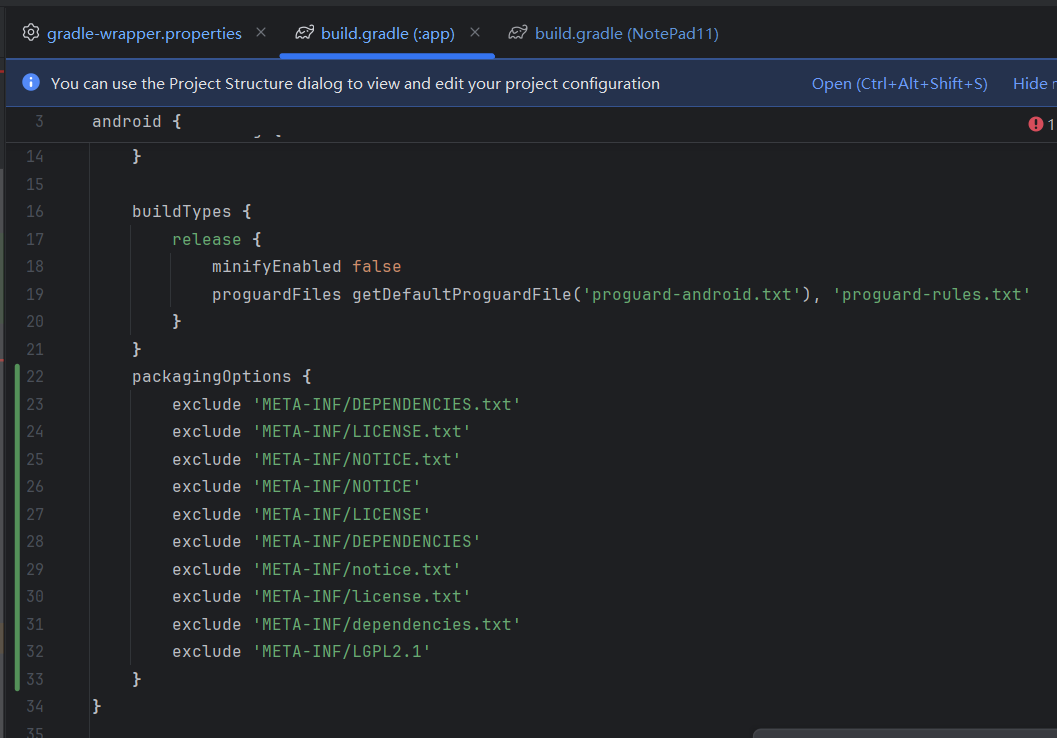 gradle-wrapper.properties build.gradle (:app) build.gradle (NotePad11)
You can use the Project Structure dialog to view and edit your project configuration Open (Ctrl+Alt+Shift+S) Hide
3 android {
1
14 }
15
16 buildTypes {
17 release {
18 minifyEnabled false
19 proguardFiles getDefaultProguardFile('proguard-android.txt'), 'proguard-rules.txt'
20 }
21 }
22 packagingOptions {
23 exclude 'META-INF/DEPENDENCIES.txt'
24 exclude 'META-INF/LICENSE.txt'
25 exclude 'META-INF/NOTICE.txt'
26 exclude 'META-INF/NOTICE'
27 exclude 'META-INF/LICENSE'
28 exclude 'META-INF/DEPENDENCIES'
29 exclude 'META-INF/notice.txt'
30 exclude 'META-INF/license.txt'
31 exclude 'META-INF/dependencies.txt'
32 exclude 'META-INF/LGPL2.1'
33 }
34 }
35